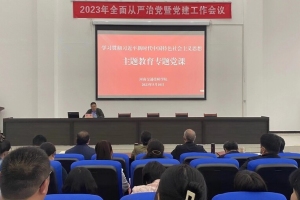 2023年全面从严治党暨党建工作会议
学习贯彻习近平新时代中国特色社会主义思想
主题教育专题党课